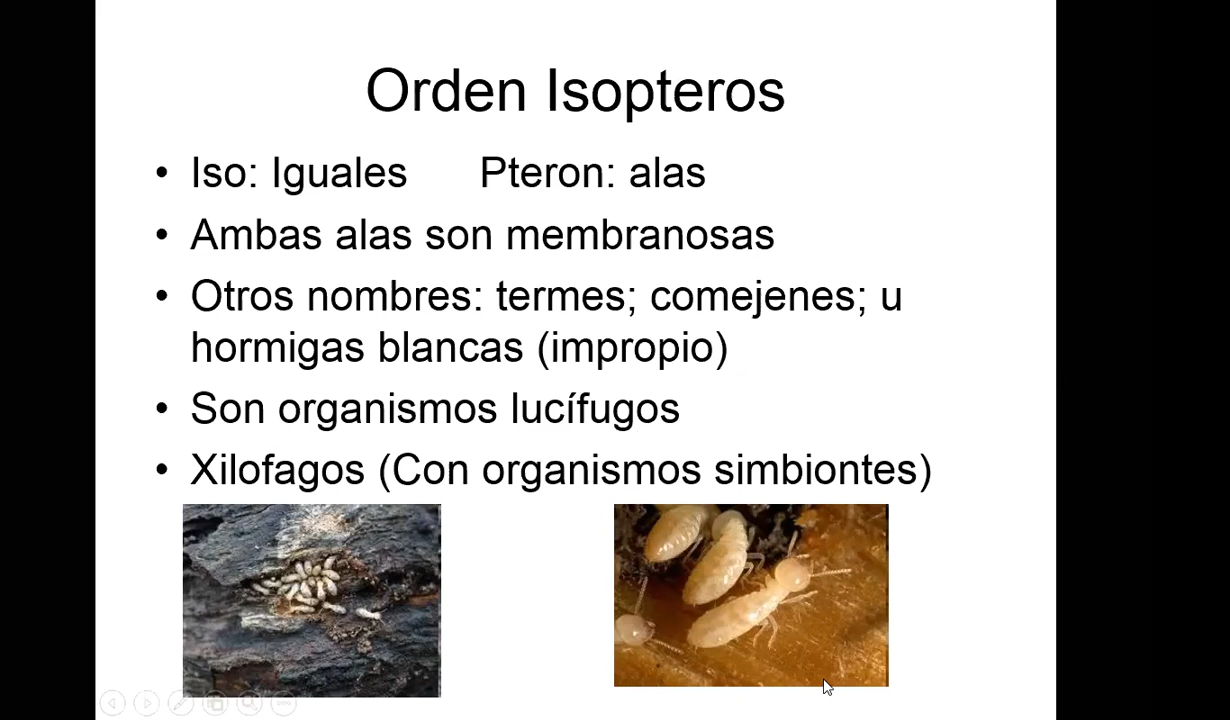 Orden Isopteros
• Iso: Iguales Pteron: alas
• Ambas alas son membranosas
• Otros nombres: termes; comejenes; u
hormigas blancas (impropio)
• Son organismos lucífugos
• Xilofagos (Con organismos simbiontes)